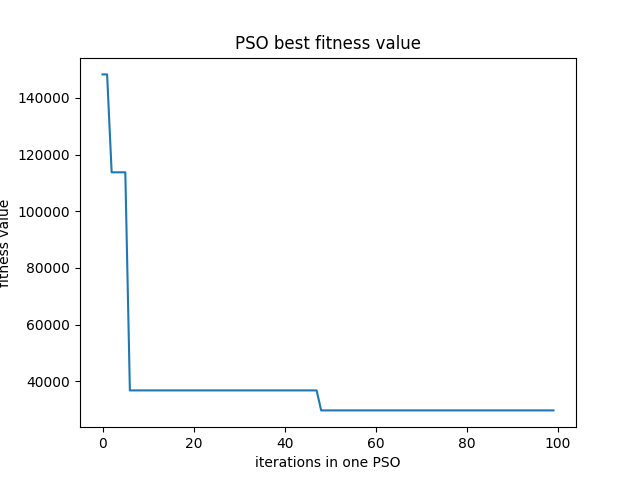 PSO best fitness value
140000
120000
100000
80000
60000
40000
fitness value
0 20 40 60 80 100
iterations in one PSO